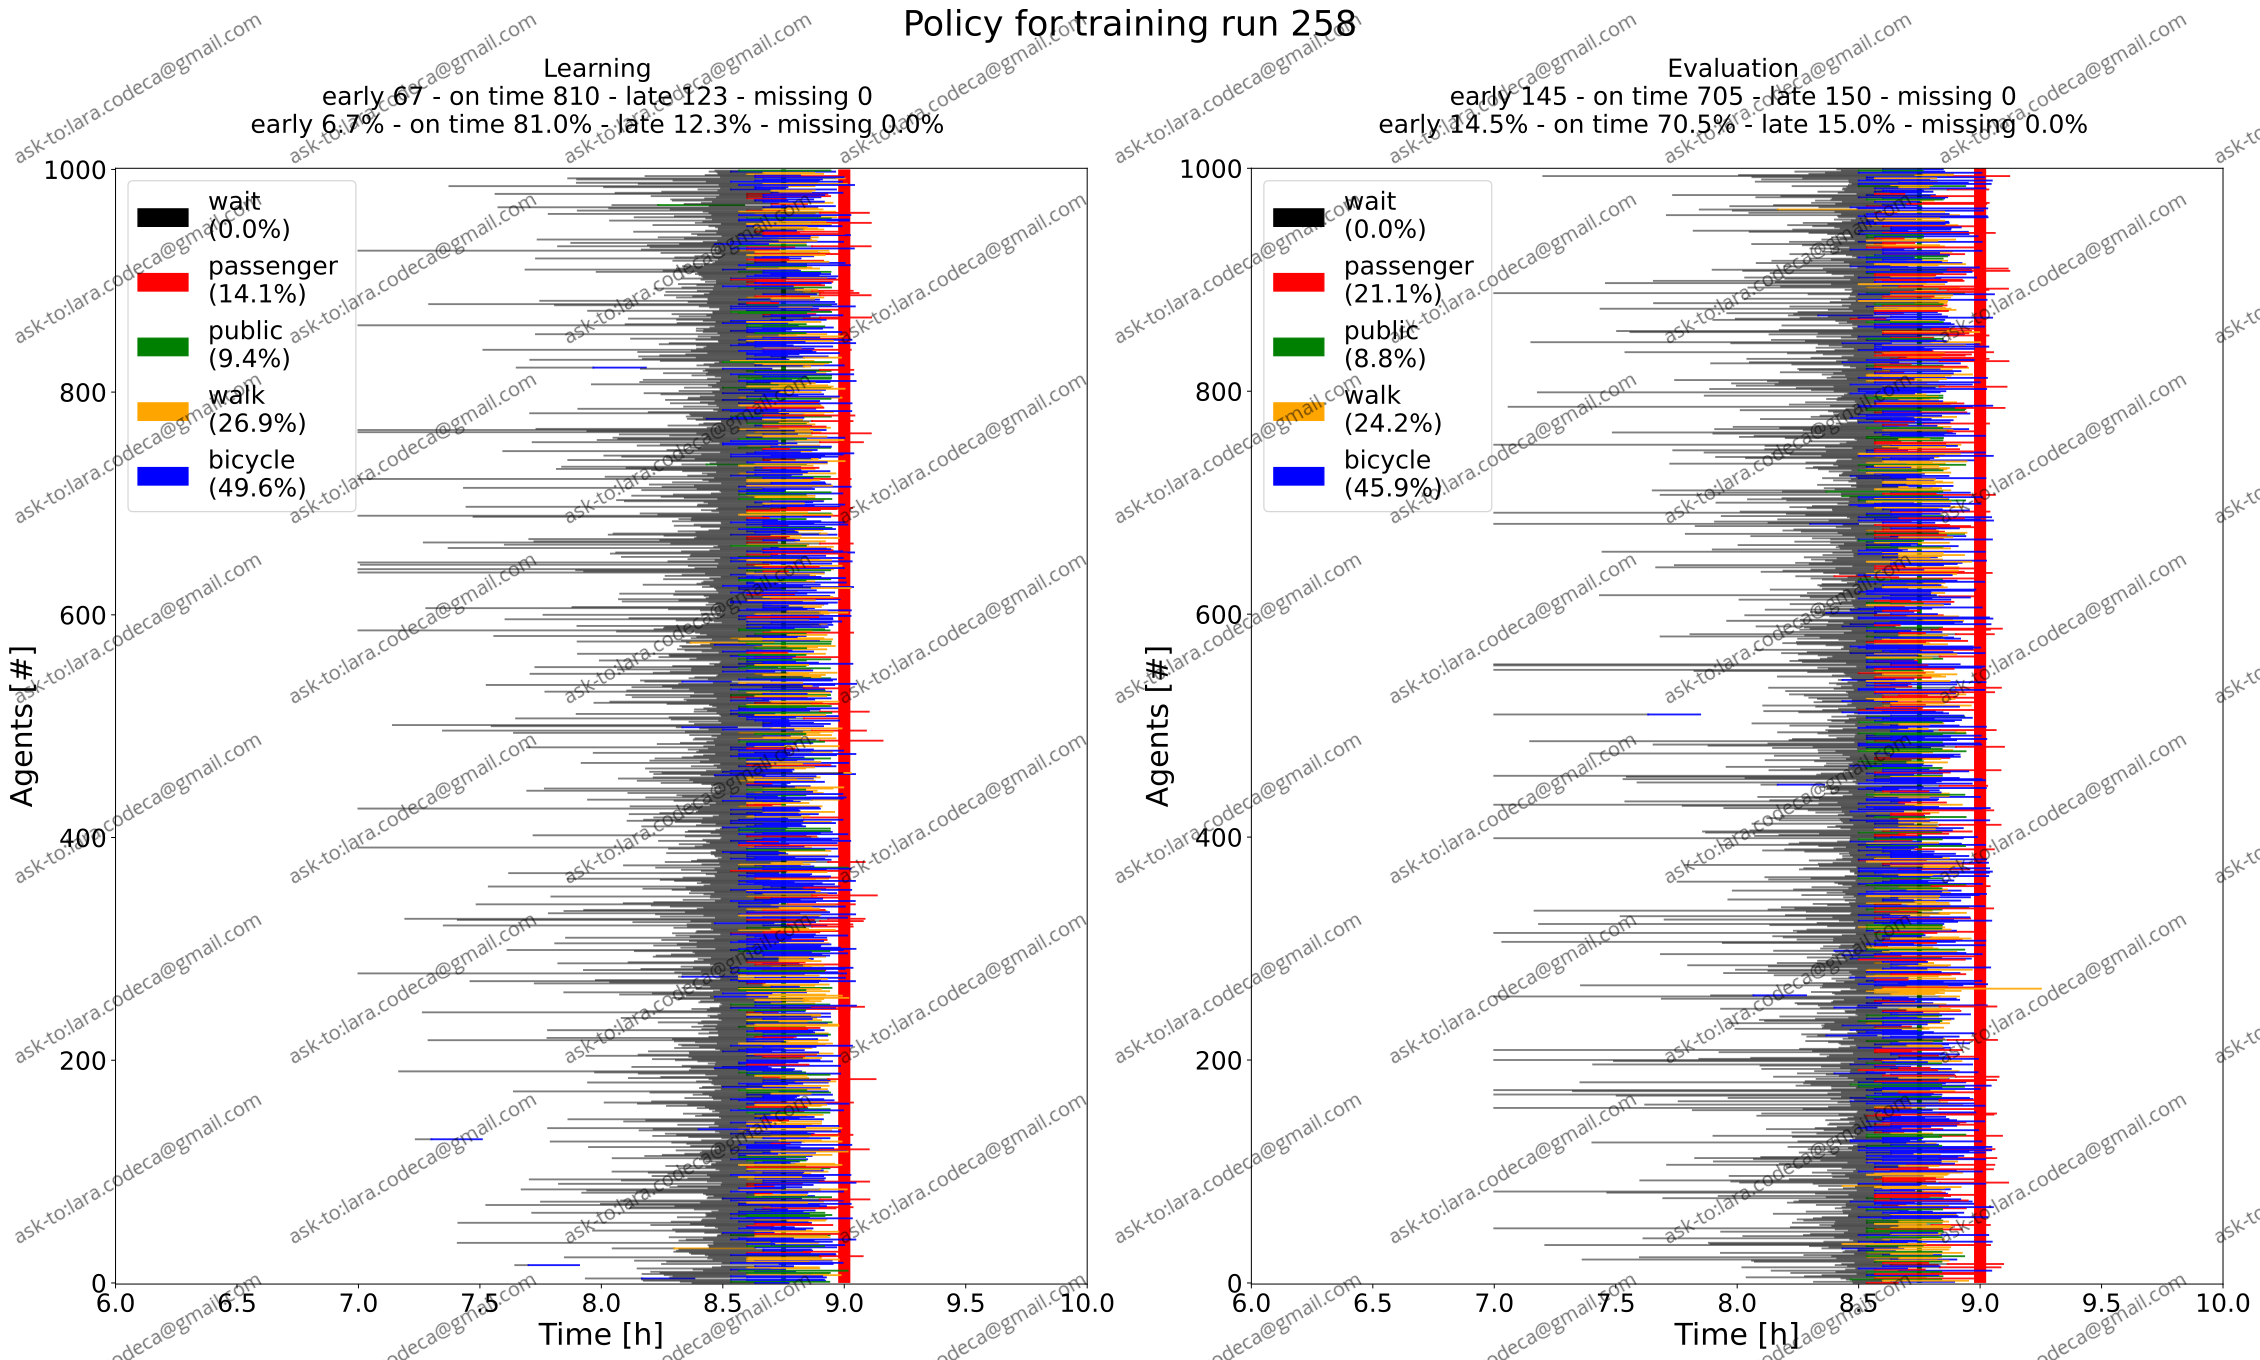 Policy for training run 258
Learning
early 67 - on time 810 - late 123 - missing 0
early 6.7% - on time 81.0% - late 12.3% - missing 0.0%
Evaluation
early 145 - on time 705 - late 150 - missing 0
early 14.5% - on time 70.5% - late 15.0% - missing 0.0%
wait
(0.0%)
passenger
(14.1%)
public
(9.4%)
walk
(26.9%)
bicycle
(49.6%)
1000
800
600
400
200
0
Agents [#]
6.0 6.5 7.0 7.5 8.0 8.5 9.0 9.5 10.0
Time [h]
wait
(0.0%)
passenger
(21.1%)
public
(8.8%)
walk
(24.2%)
bicycle
(45.9%)
1000
800
600
400
200
0
Agents [#]
6.0 6.5 7.0 7.5 8.0 8.5 9.0 9.5 10.0
Time [h]
ask-to:lara.codeca@gmail.com